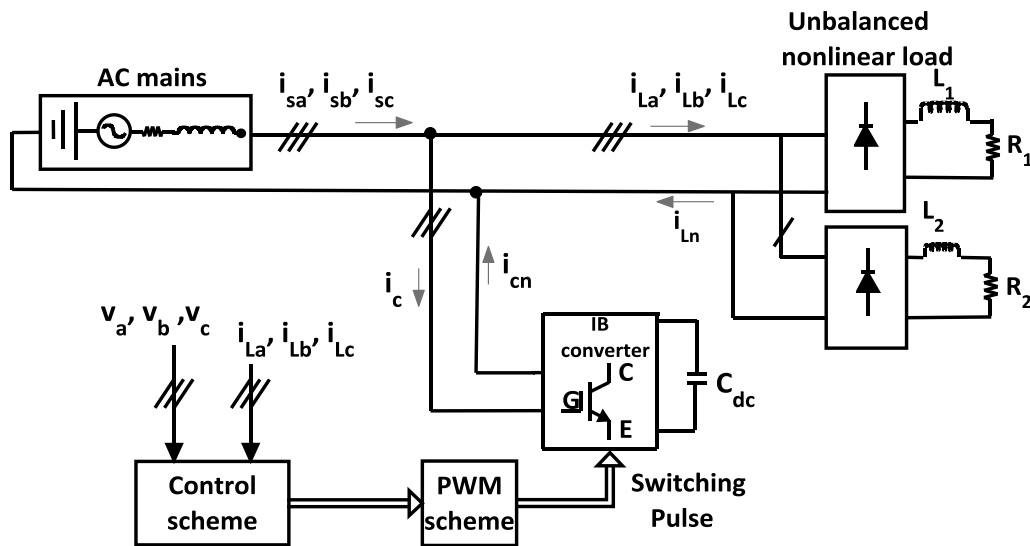 Unbalanced
nonlinear load
AC mains
i_sa, i_sb, i_sc
i_La, i_Lb, i_Lc
L_1
R_1
i_Ln
L_2
R_2
i_c
i_cn
v_a, v_b ,v_c
i_La, i_Lb, i_Lc
IB
converter
C
G
E
C_dc
Control
scheme
PWM
scheme
Switching
Pulse